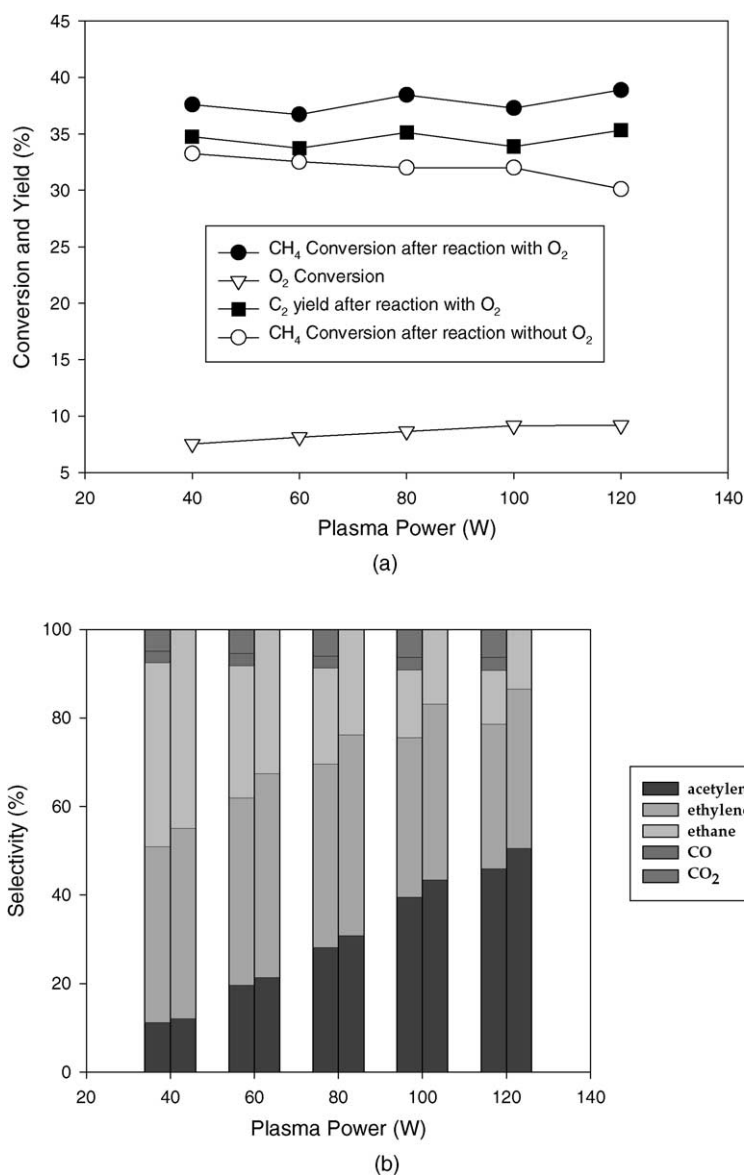 45
40
35
30
25
20
15
10
5
Conversion and Yield (%)
CH₄ Conversion after reaction with O₂
O₂ Conversion
C₂ yield after reaction with O₂
CH₄ Conversion after reaction without O₂
20 40 60 80 100 120 140
Plasma Power (W)
(a)
100
80
60
40
20
0
Selectivity (%)
acetylen
ethylene
ethane
CO
CO₂
20 40 60 80 100 120 140
Plasma Power (W)
(b)